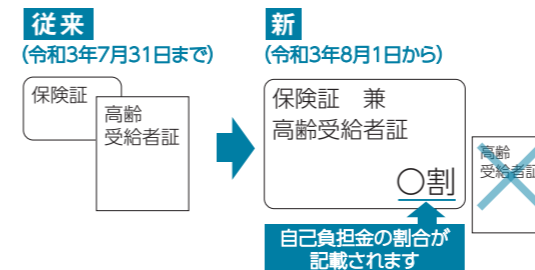 従来
(令和3年7月31日まで)
保険証
高齢
受給者証
新
(令和3年8月1日から)
保険証 兼
高齢受給者証
〇割
自己負担金の割合が
記載されます
高齢
受給者証